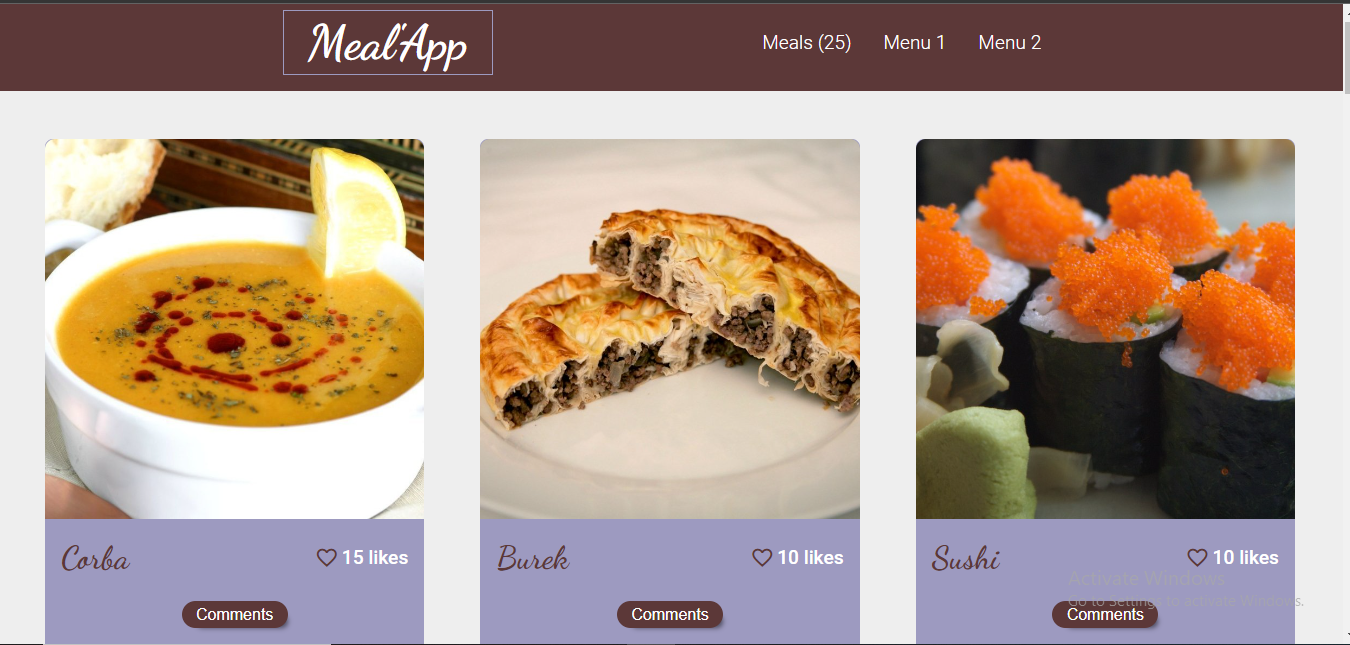 Meal'App
Meals (25) Menu 1 Menu 2
Corba 15 likes
Burek 10 likes
Sushi 10 likes
Activate Windows
Go to Settings to activate Windows.
Comments
Comments
Comments